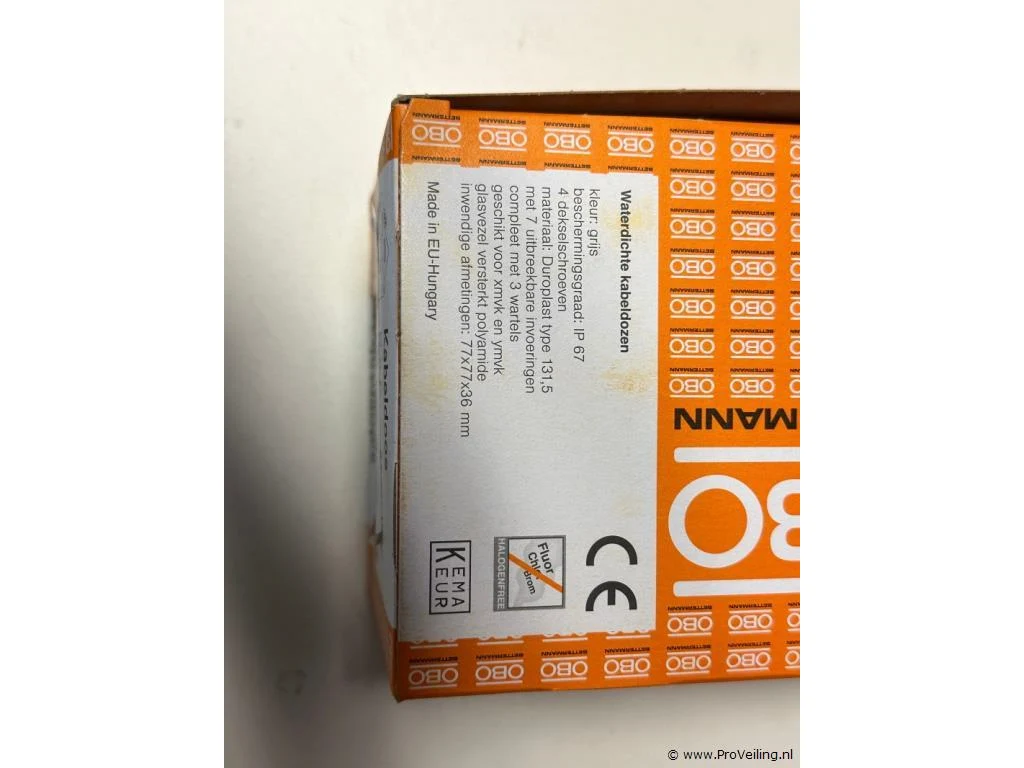 Waterdichte kabeldozen
kleur: grijs
beschermingsgraad: IP 67
4 dekselschroeven
materiaal: Duroplast type 131,5
met 7 uitbreekbare invoeringen
compleet met 3 wartels
geschikt voor xmvk en ymvk
glasvezel versterkt polyamide
inwendige afmetingen: 77x77x36 mm
Made in EU-Hungary
CE
Fluor
Chlor
Brom
HALOGENFREE
KEMA
KEUR
OBO
BETTERMANN
MANN
OBO
Kabeldoos
© www.ProVeiling.nl